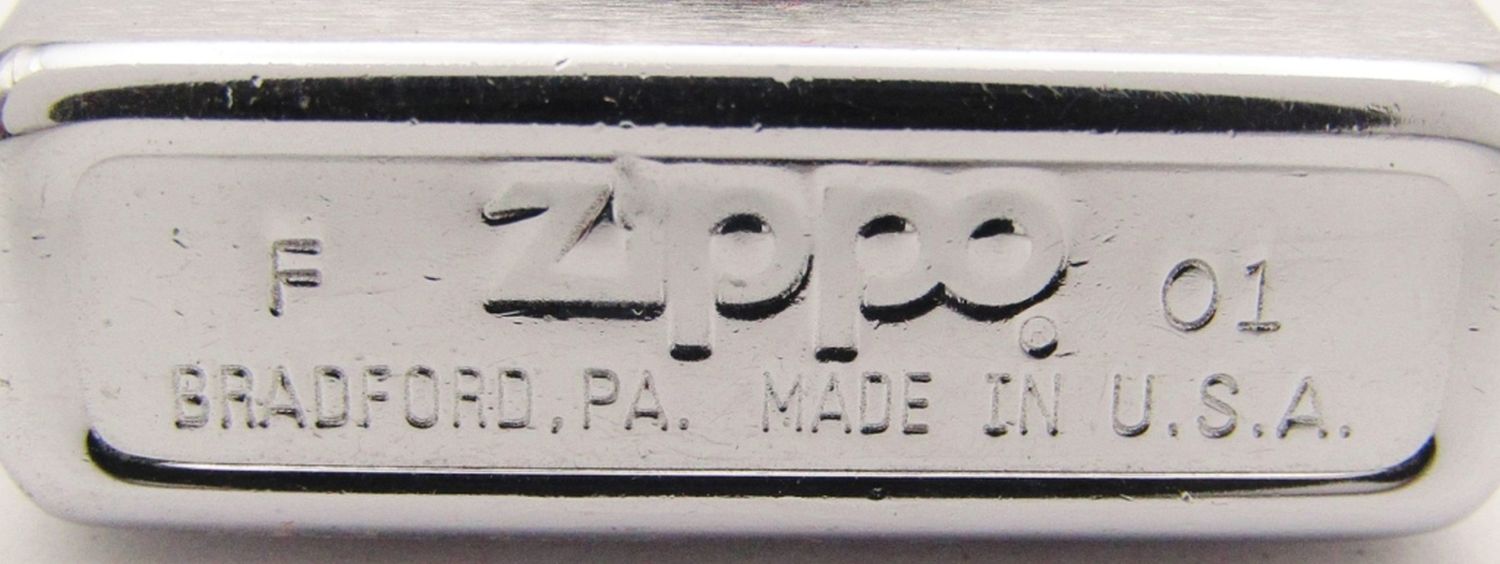 F Zippo ® 01
BRADFORD, PA. MADE IN U.S.A.